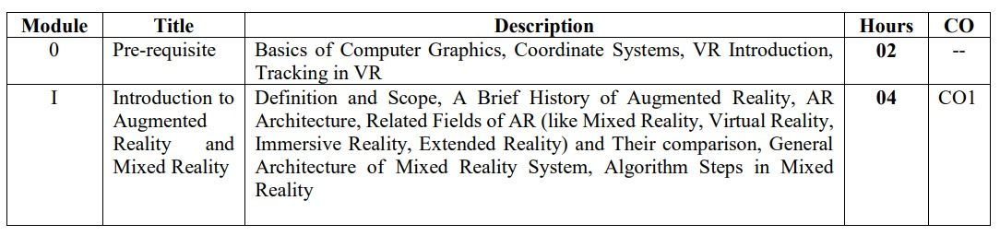 Module Title Description Hours CO
0 Pre-requisite Basics of Computer Graphics, Coordinate Systems, VR Introduction, 02 --
Tracking in VR
I Introduction to Definition and Scope, A Brief History of Augmented Reality, AR 04 CO1
Augmented Architecture, Related Fields of AR (like Mixed Reality, Virtual Reality,
Reality and Immersive Reality, Extended Reality) and Their comparison, General
Mixed Reality Architecture of Mixed Reality System, Algorithm Steps in Mixed
Reality